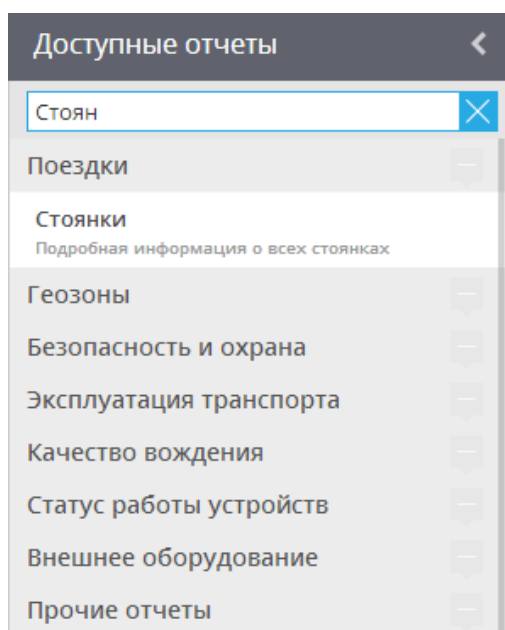 Доступные отчеты
Стоян
Поездки
Стоянки
Подробная информация о всех стоянках
Геозоны
Безопасность и охрана
Эксплуатация транспорта
Качество вождения
Статус работы устройств
Внешнее оборудование
Прочие отчеты